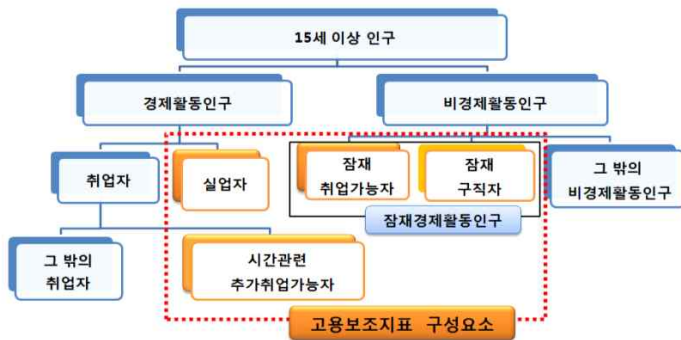 15세 이상 인구
경제활동인구
비경제활동인구
취업자
실업자
잠재
취업가능자
잠재
구직자
그 밖의
비경제활동인구
잠재경제활동인구
그 밖의
취업자
시간관련
추가취업가능자
고용보조지표 구성요소